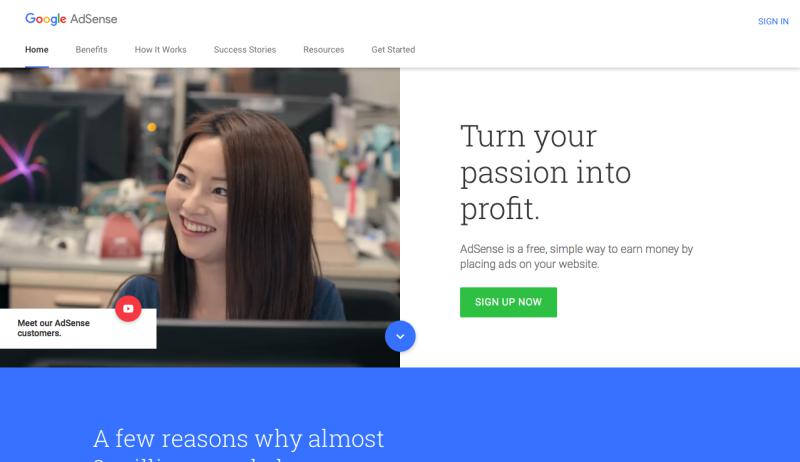 Google AdSense
SIGN IN
Home Benefits How It Works Success Stories Resources Get Started
Turn your
passion into
profit.
AdSense is a free, simple way to earn money by
placing ads on your website.
SIGN UP NOW
Meet our AdSense
customers.
A few reasons why almost